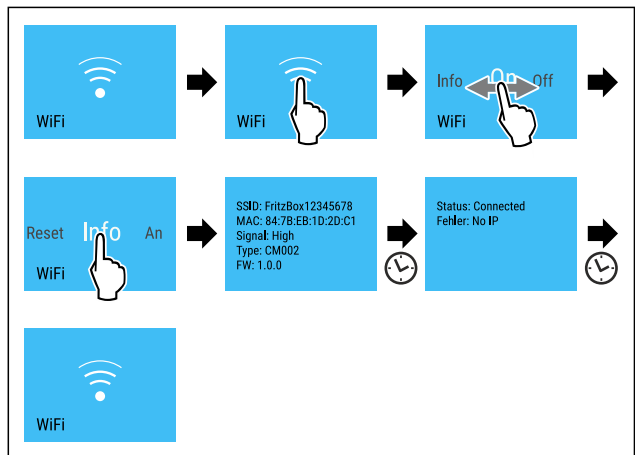 WiFi
WiFi
Info On Off
WiFi
Reset Info An
WiFi
SSID: FritzBox12345678
MAC: 84:7B:EB:1D:2D:C1
Signal: High
Type: CM002
FW: 1.0.0
Status: Connected
Fehler: No IP
WiFi